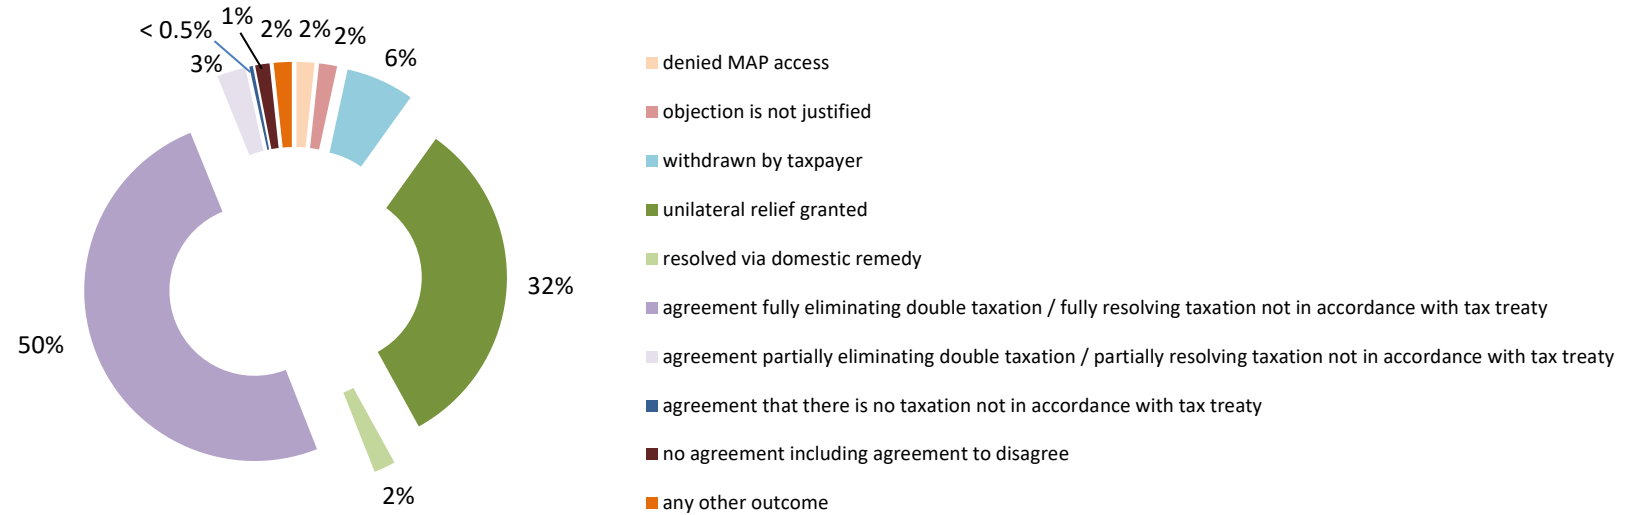 < 0.5%
1%
2%
2%
2%
3%
6%
32%
50%
2%
denied MAP access
objection is not justified
withdrawn by taxpayer
unilateral relief granted
resolved via domestic remedy
agreement fully eliminating double taxation / fully resolving taxation not in accordance with tax treaty
agreement partially eliminating double taxation / partially resolving taxation not in accordance with tax treaty
agreement that there is no taxation not in accordance with tax treaty
no agreement including agreement to disagree
any other outcome